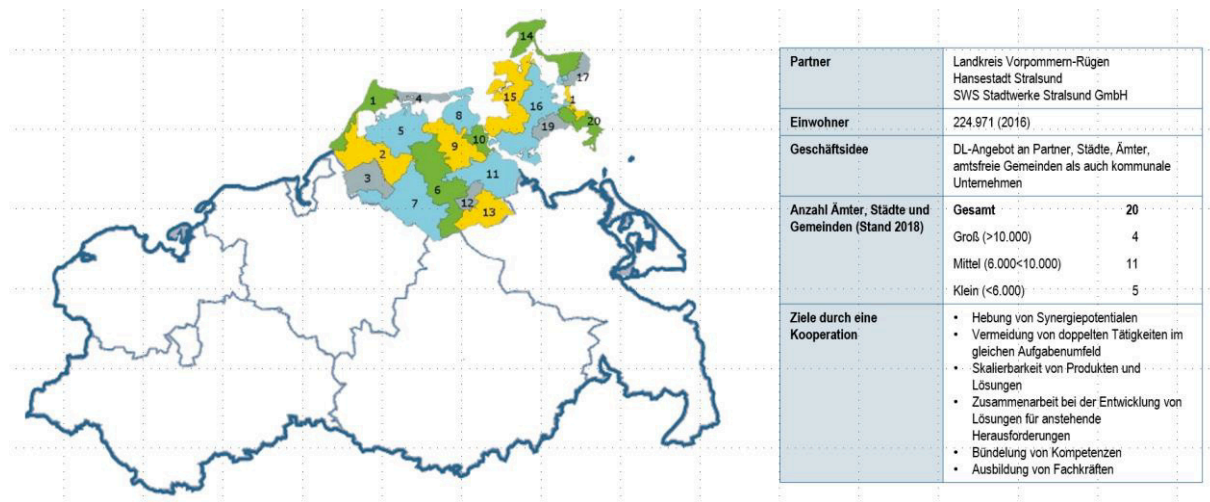 14
17
1
4
15
16
1
8
5
19
20
10
9
2
3
11
6
12
7
13
Partner
Landkreis Vorpommern-Rügen
Hansestadt Stralsund
SWS Stadtwerke Stralsund GmbH
Einwohner
224.971 (2016)
Geschäftsidee
DL-Angebot an Partner, Städte, Ämter,
amtsfreie Gemeinden als auch kommunale
Unternehmen
Anzahl Ämter, Städte und
Gemeinden (Stand 2018)
Gesamt 20
Groß (>10.000) 4
Mittel (6.000<10.000) 11
Klein (<6.000) 5
Ziele durch eine
Kooperation
• Hebung von Synergiepotentialen
• Vermeidung von doppelten Tätigkeiten im
gleichen Aufgabenumfeld
• Skalierbarkeit von Produkten und
Lösungen
• Zusammenarbeit bei der Entwicklung von
Lösungen für anstehende
Herausforderungen
• Bündelung von Kompetenzen
• Ausbildung von Fachkräften